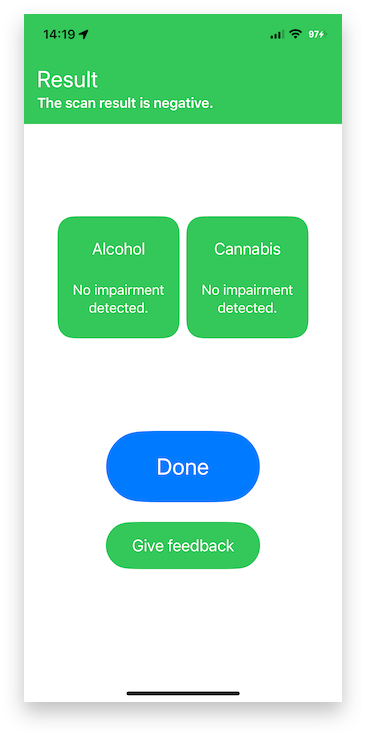 14:19
97
Result
The scan result is negative.
Alcohol
Cannabis
No impairment
detected.
No impairment
detected.
Done
Give feedback